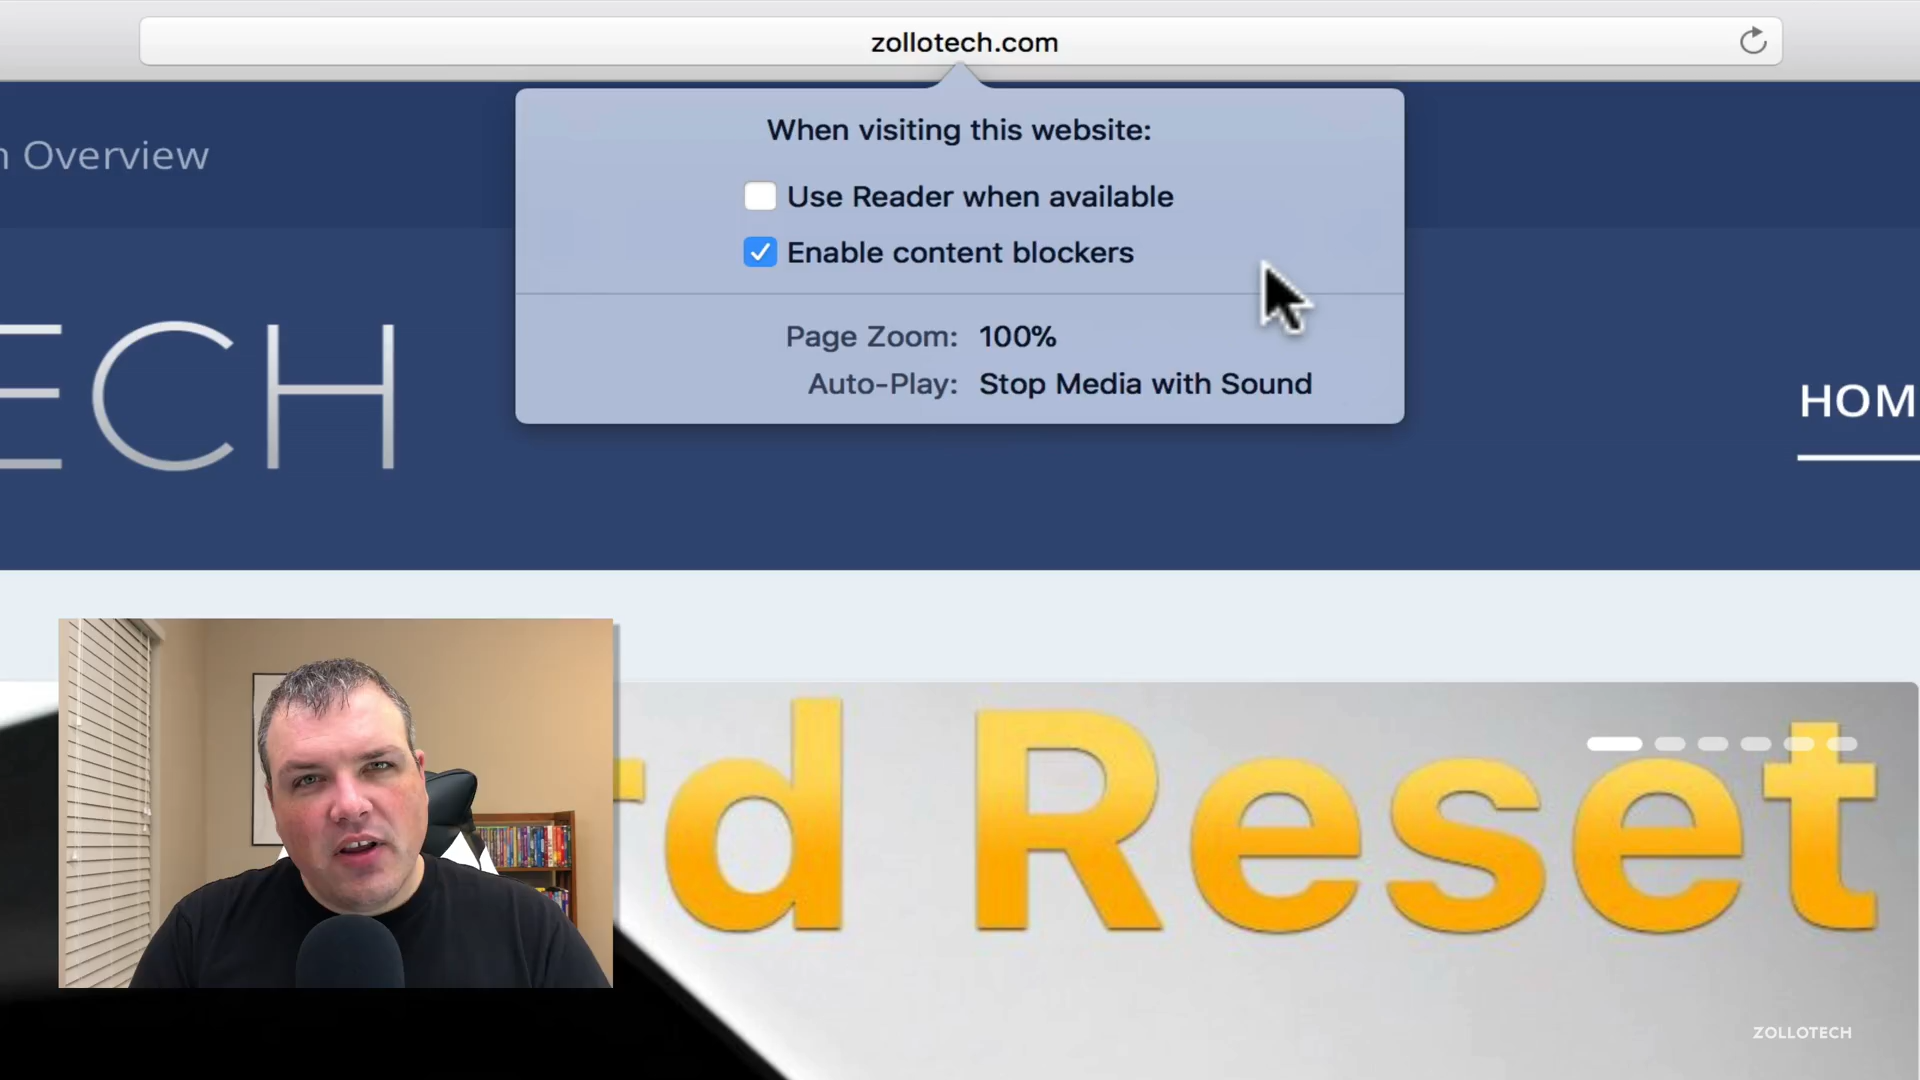 zollotech.com
When visiting this website:
Use Reader when available
Enable content blockers
Page Zoom: 100%
Auto-Play: Stop Media with Sound
Overview
ECH
HOM
rd Reset
ZOLLOTECH